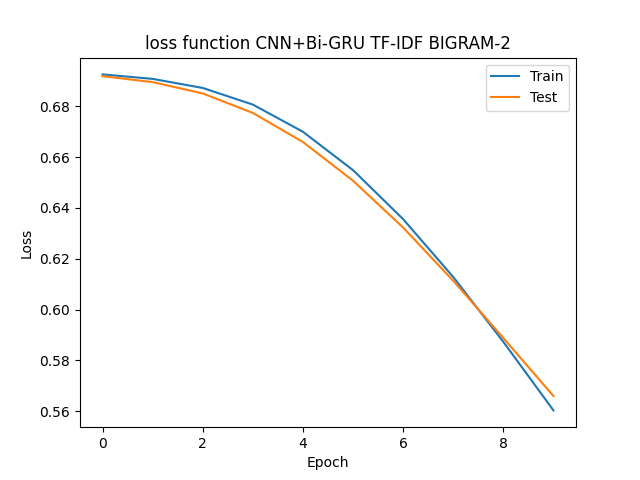 loss function CNN+Bi-GRU TF-IDF BIGRAM-2
Train
Test
0.68
0.66
0.64
0.62
0.60
0.58
0.56
Loss
0 2 4 6 8
Epoch